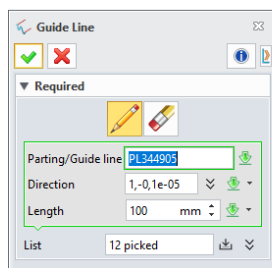 Guide Line
Required
Parting/Guide line PL344905
Direction 1,-0,1e-05
Length 100 mm
List 12 picked